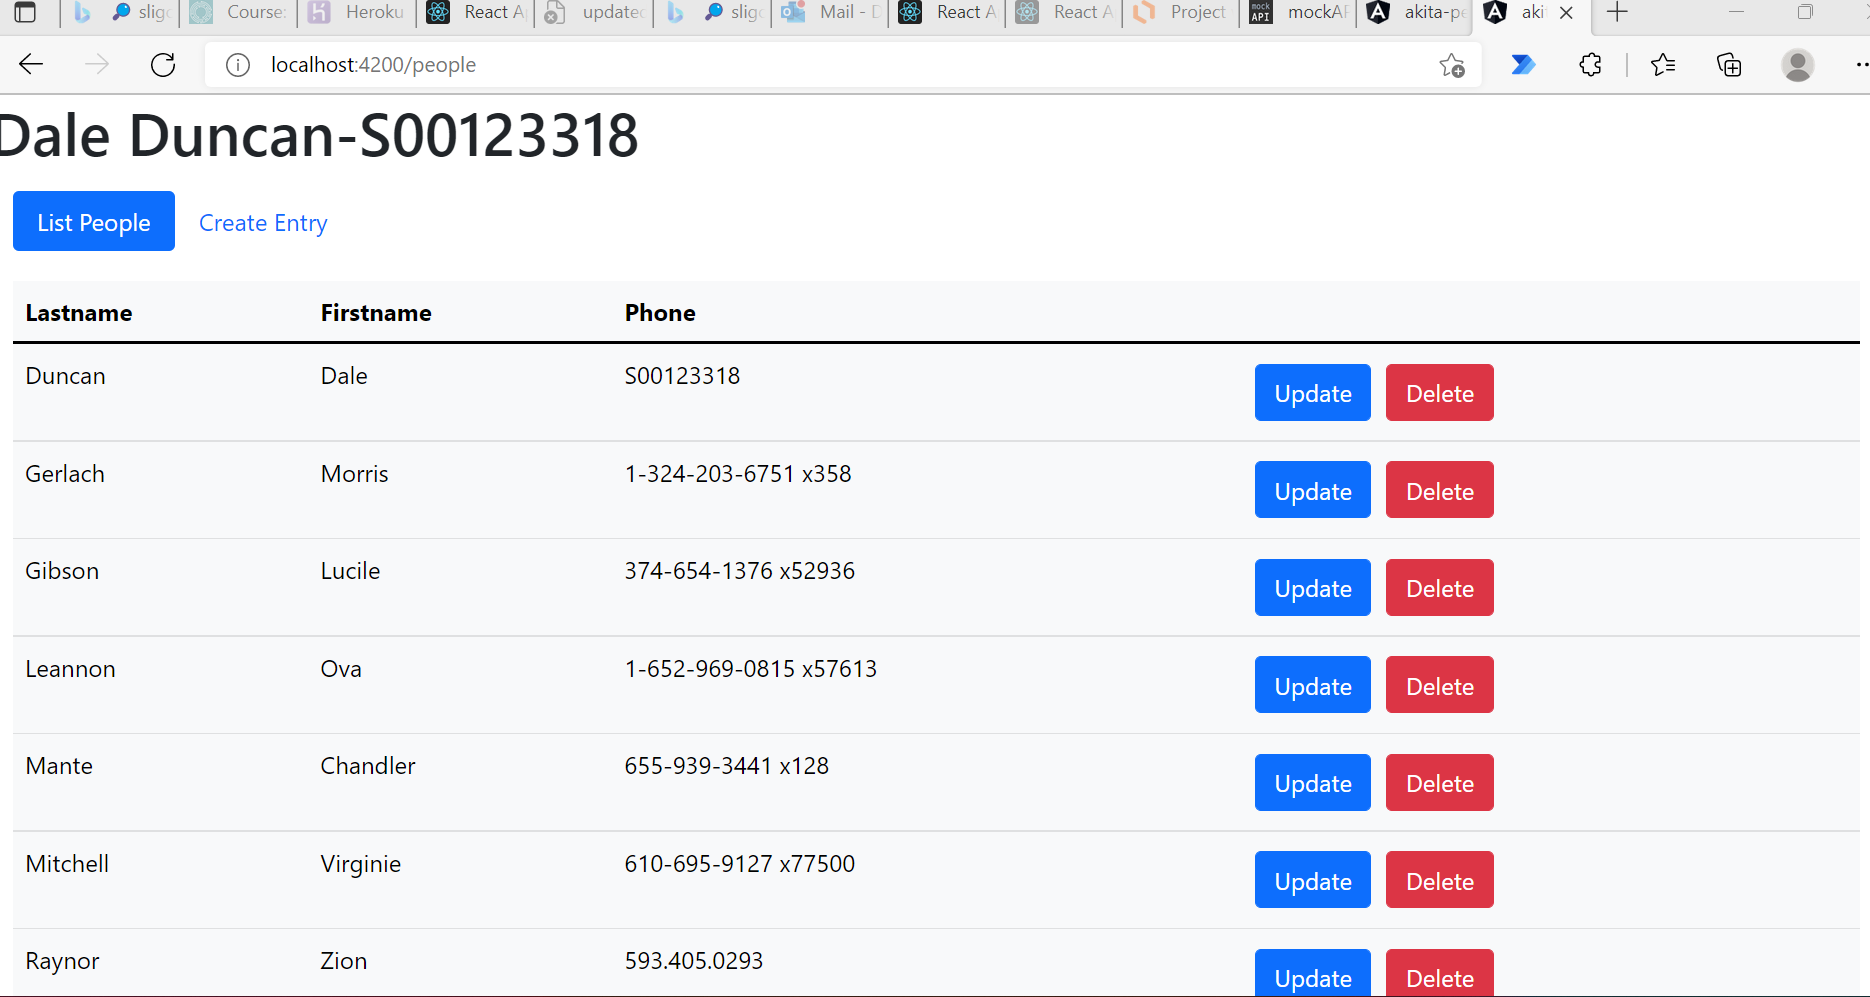 Course:
Heroku
React A
updated
Mail - D
React A
React A
Project
mock API mockAP
akita-pe
aki
localhost:4200/people
Dale Duncan-S00123318
List People Create Entry
Lastname Firstname Phone
Duncan Dale S00123318 Update Delete
Gerlach Morris 1-324-203-6751 x358 Update Delete
Gibson Lucile 374-654-1376 x52936 Update Delete
Leannon Ova 1-652-969-0815 x57613 Update Delete
Mante Chandler 655-939-3441 x128 Update Delete
Mitchell Virginie 610-695-9127 x77500 Update Delete
Raynor Zion 593.405.0293 Update Delete